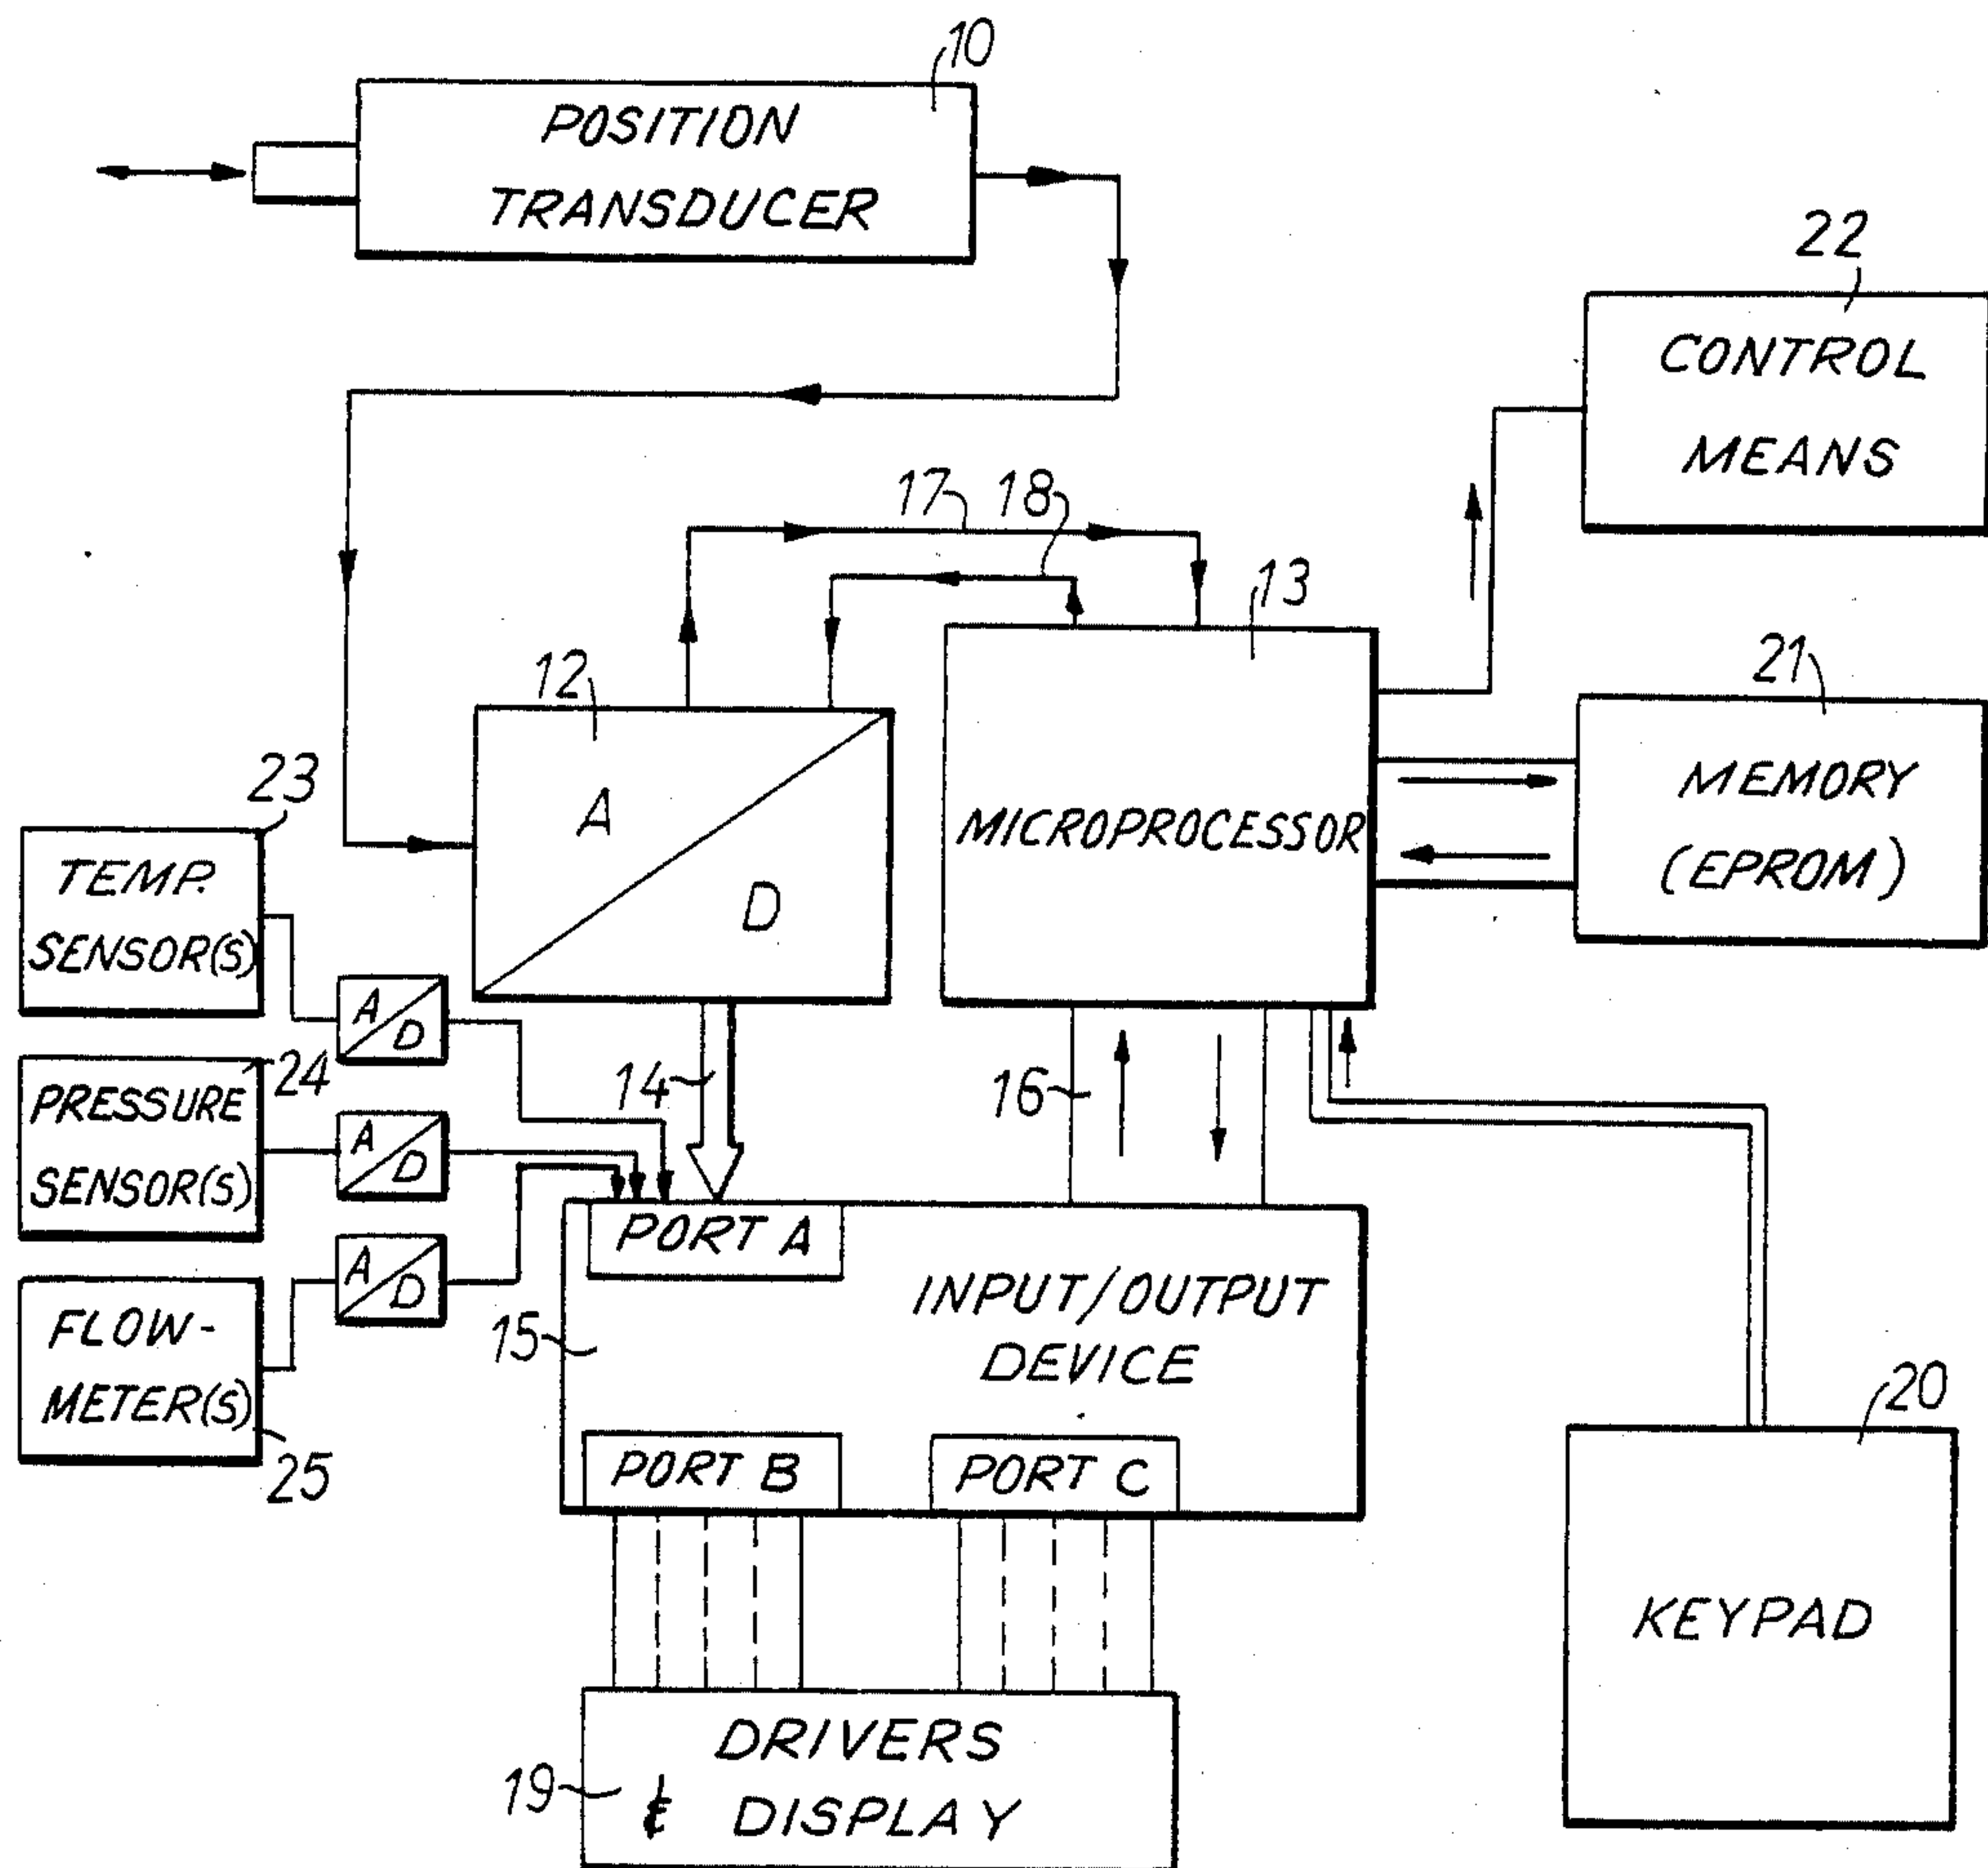 10
POSITION
TRANSDUCER
22
CONTROL
MEANS
17
18
13
12
21
A
D
MICROPROCESSOR
MEMORY
(EPROM)
23
TEMP.
SENSOR(S)
A
D
24
PRESSURE
SENSOR(S)
A
D
14
16
PORT A
A
D
FLOW-
METER(S)
25
15
INPUT/OUTPUT
DEVICE
PORT B
PORT C
20
KEYPAD
19
DRIVERS
& DISPLAY